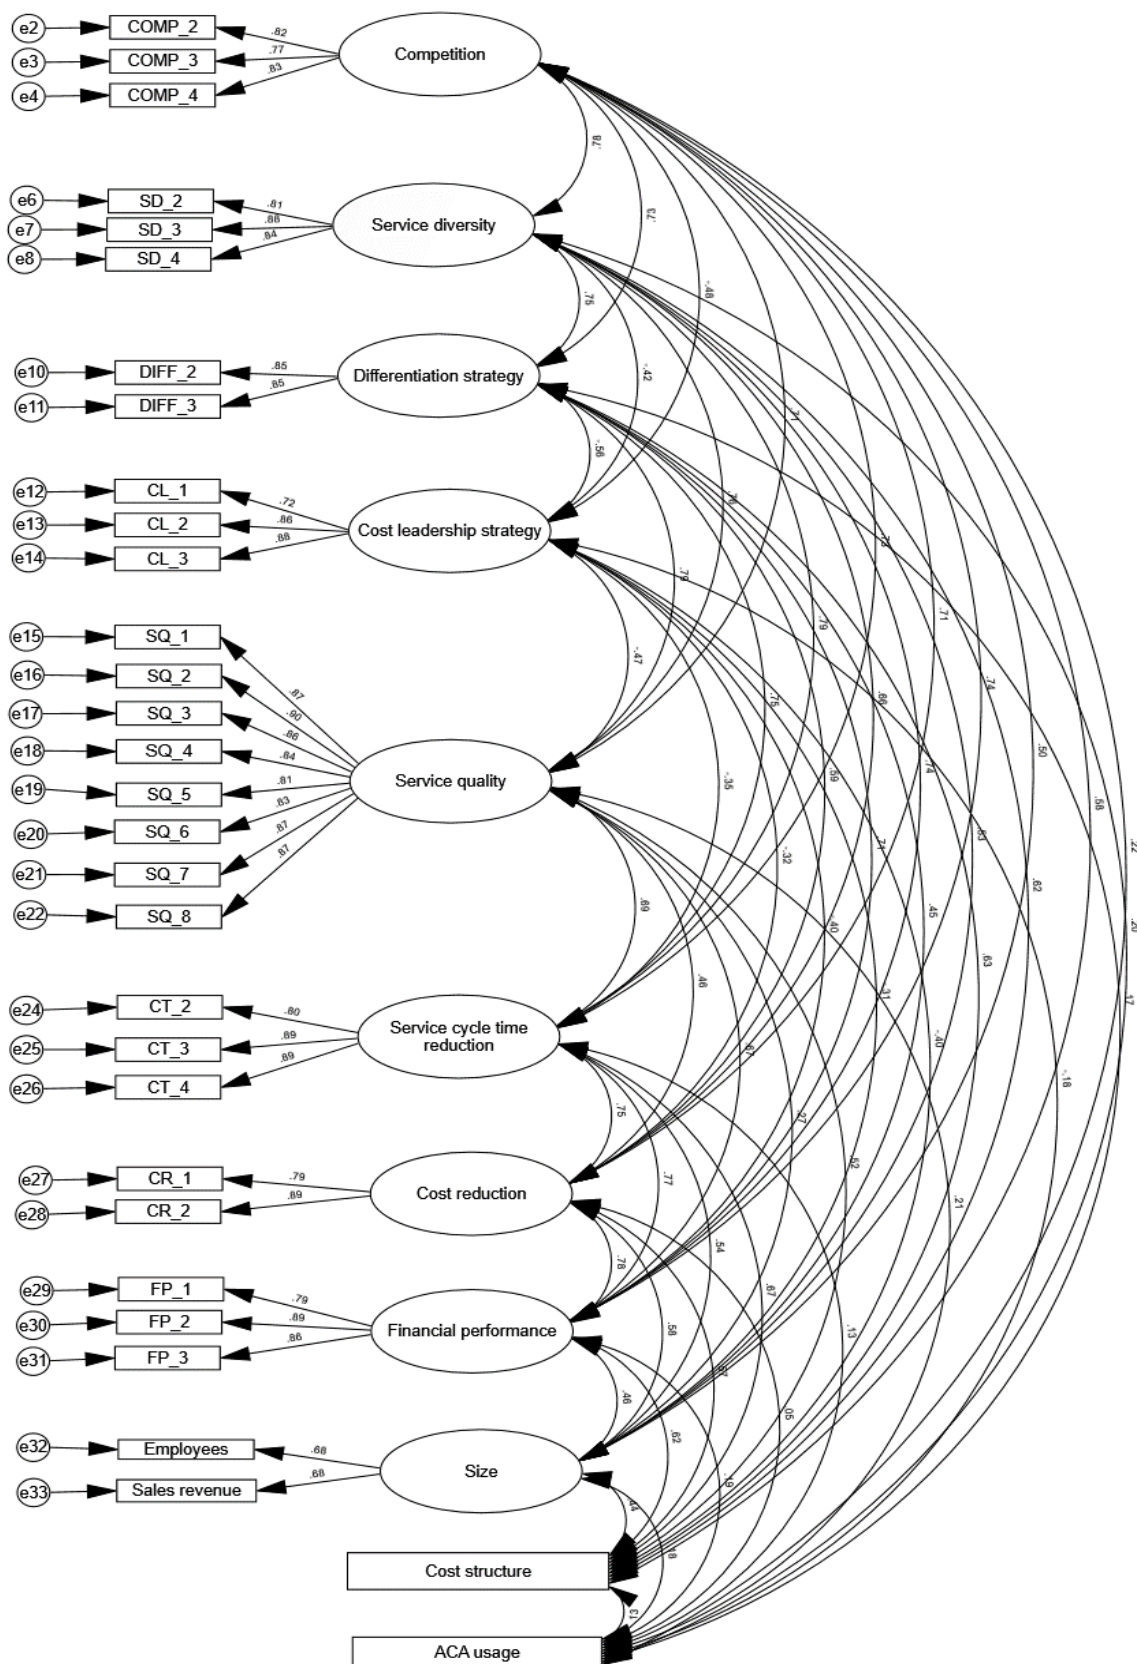 e2 COMP_2 .82
e3 COMP_3 .77
e4 COMP_4 .83
Competition
.78
e6 SD_2 .81
e7 SD_3 .88
e8 SD_4 .84
Service diversity
.73
.75
-.48
e10 DIFF_2 .85
e11 DIFF_3 .85
Differentiation strategy
-.42
-.56
.71
e12 CL_1 .72
e13 CL_2 .86
e14 CL_3 .88
Cost leadership strategy
.79
e15 SQ_1 .87
e16 SQ_2 .90
e17 SQ_3 .86
e18 SQ_4 .84
e19 SQ_5 .81
e20 SQ_6 .83
e21 SQ_7 .87
e22 SQ_8 .87
Service quality
-.47
.79
.71
.75
.66
.74
.74
.50
-.35
.59
.58
-.32
.71
.22
.62
.69
.40
.45
.20
.63
.46
.31
.17
e24 CT_2 .80
e25 CT_3 .89
e26 CT_4 .89
Service cycle time
reduction
.67
-.40
-.18
.75
.27
e27 CR_1 .79
e28 CR_2 .89
Cost reduction
.77
.52
.21
.78
.54
e29 FP_1 .79
e30 FP_2 .89
e31 FP_3 .86
Financial performance
.58
.67
.13
.46
.62
.05
e32 Employees .68
e33 Sales revenue .68
Size
.19
.44
Cost structure
.13
ACA usage